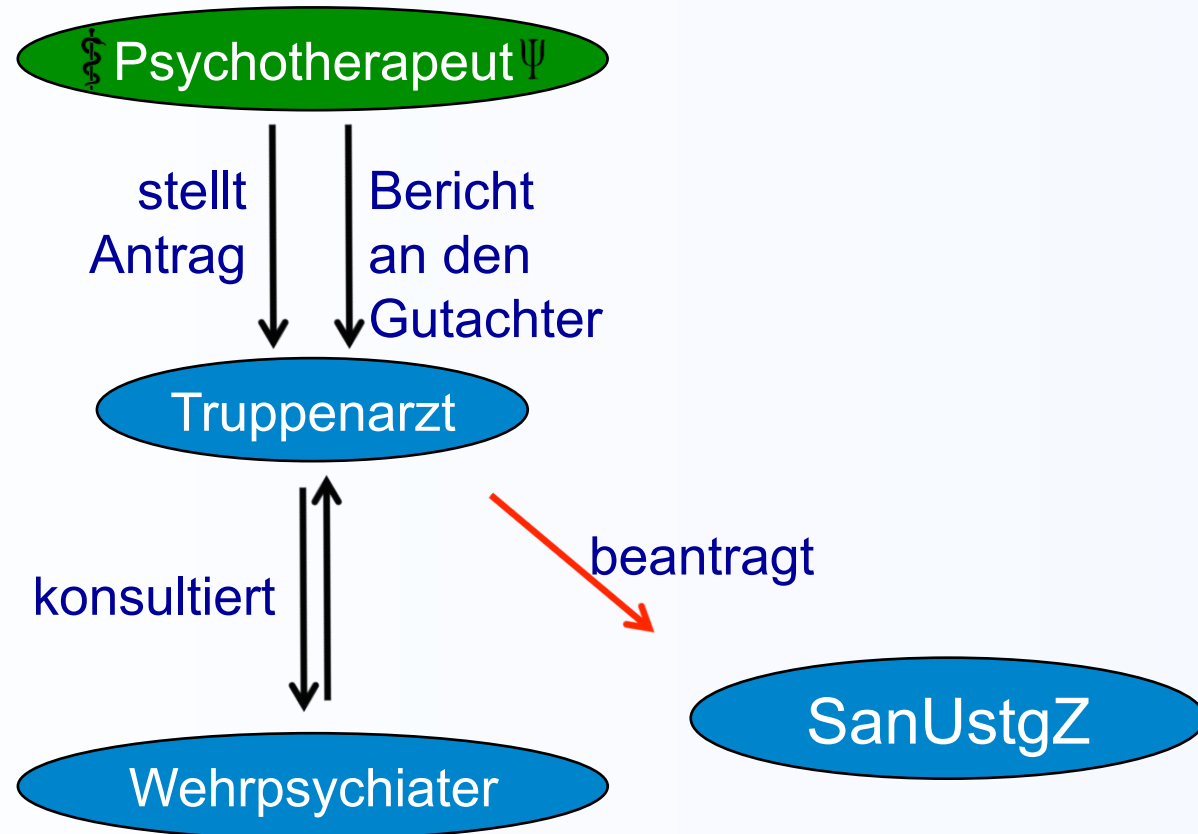 Psychotherapeut Ψ
stellt
Antrag
Bericht
an den
Gutachter
Truppenarzt
konsultiert
beantragt
SanUstgZ
Wehrpsychiater